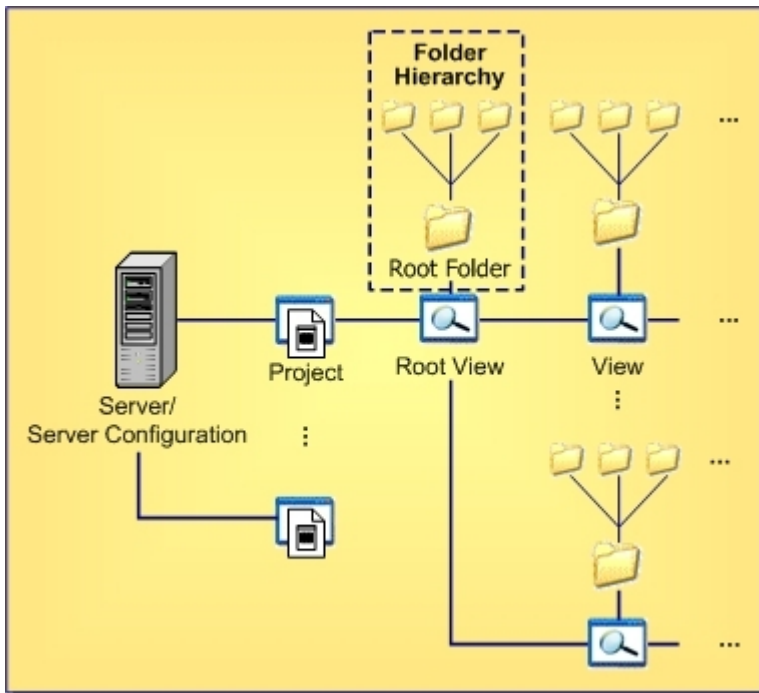 Folder
Hierarchy
...
Root Folder
...
Project
Root View
View
Server/
Server Configuration
...
...
...
...